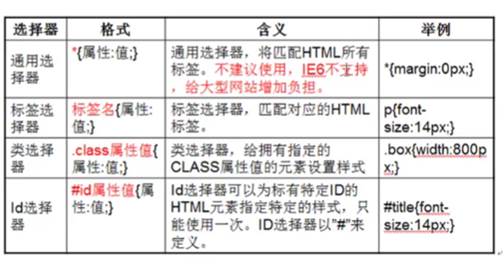 选择器 格式 含义 举例
通用选择器 *{属性:值;} 通用选择器，将匹配HTML所有标签。不建议使用，IE6不支持，给大型网站增加负担。 *{margin:0px;}
标签选择器 标签名{属性:值;} 标签选择器，匹配对应的HTML标签。 p{font-size:14px;}
类选择器 .class属性值{属性:值;} 类选择器，给拥有指定的CLASS属性值的元素设置样式 .box{width:800px;}
Id选择器 #id属性值{属性:值;} Id选择器可以为标有特定ID的HTML元素指定特定的样式，只能使用一次。ID选择器以"#"来定义。 #title{font-size:14px;}